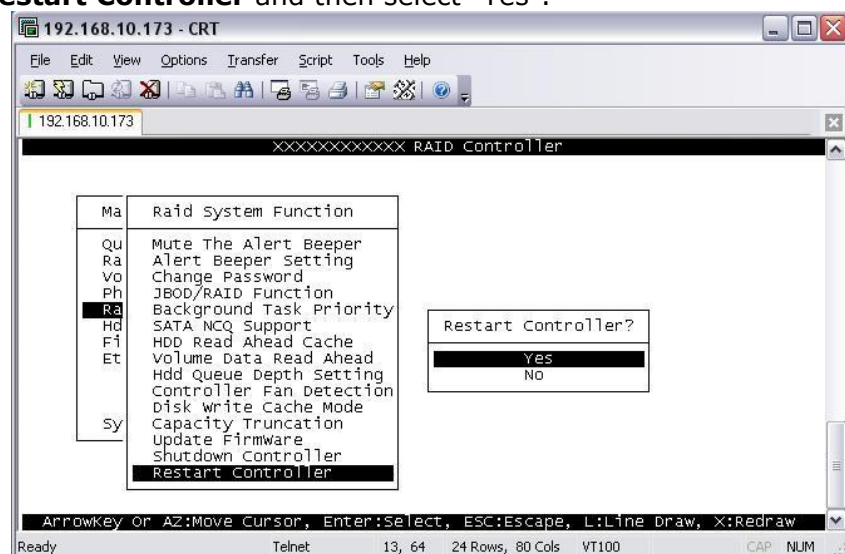 estart Controller and then select "Yes".
192.168.10.173 - CRT
File Edit View Options Transfer Script Tools Help
192.168.10.173
XXXXXXXXXXXX RAID Controller
Ma
Raid System Function
Qu
Mute The Alert Beeper
Ra
Alert Beeper Setting
Vo
Change Password
Ph
JBOD/RAID Function
Ra
Background Task Priority
Hd
SATA NCQ Support
Fi
HDD Read Ahead Cache
Et
Volume Data Read Ahead
Hdd Queue Depth Setting
Controller Fan Detection
Disk Write Cache Mode
Sy
Capacity Truncation
Update Firmware
Shutdown Controller
Restart Controller
Restart Controller?
Yes
No
ArrowKey Or AZ:Move Cursor, Enter:Select, ESC:Escape, L:Line Draw, X:Redraw
Ready Telnet 13, 64 24 Rows, 80 Cols VT100 CAP NUM